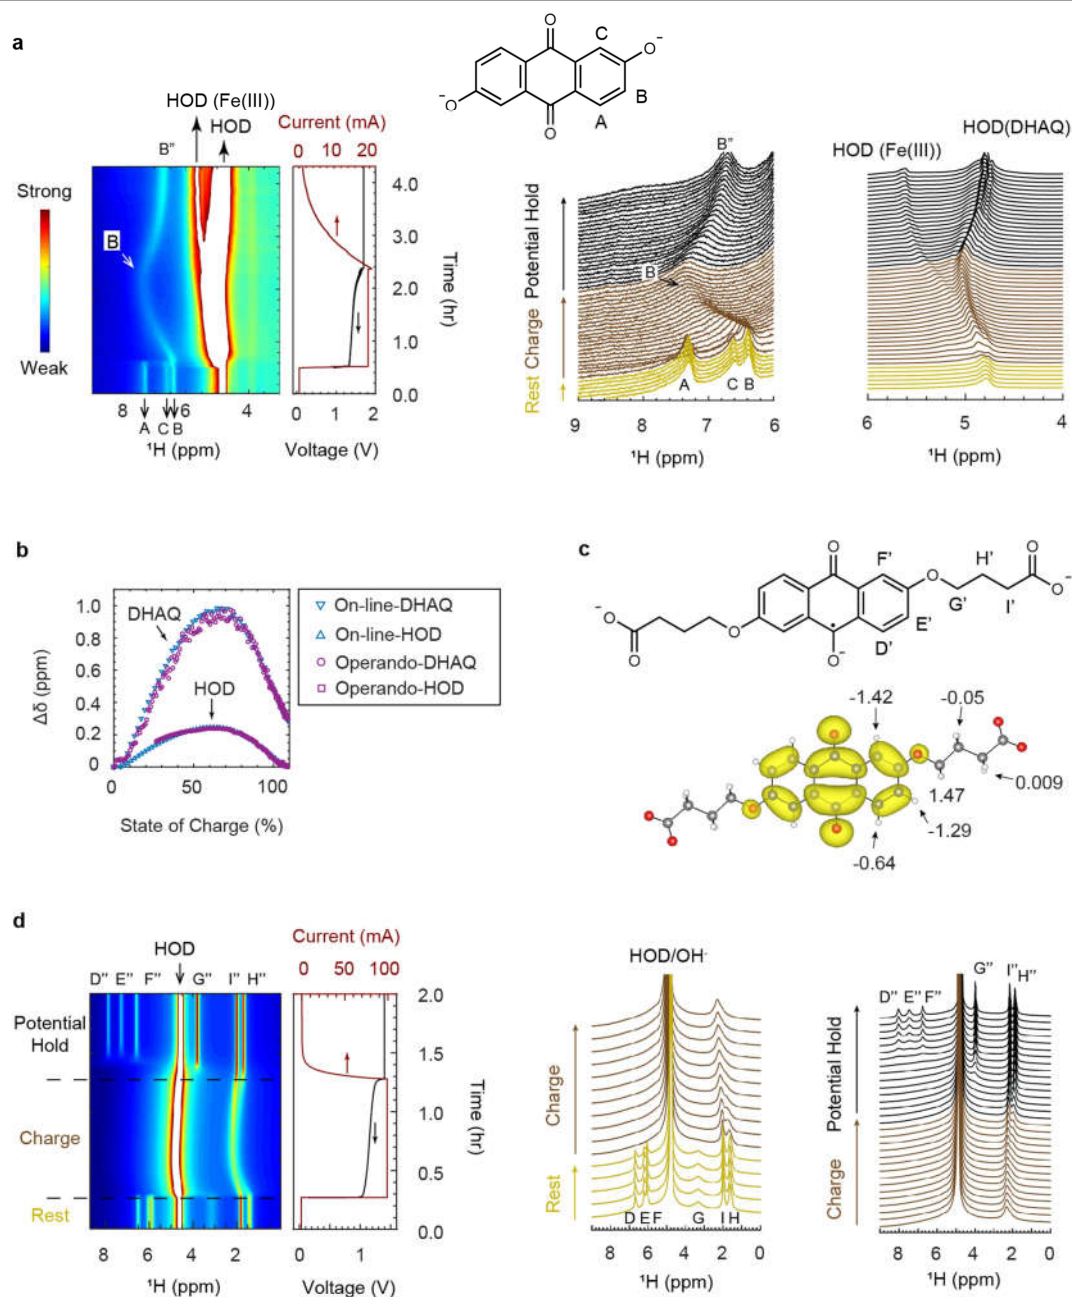 a
O
C
O⁻
⁻O
B
A
O
HOD (Fe(III))
HOD
B"
Strong
Weak
B
8 6 4
A C B
¹H (ppm)
Current (mA)
0 10 20
4.0
3.0
2.0
1.0
0.0
Time (hr)
0 1 2
Voltage (V)
B"
B
A C B
Rest Charge Potential Hold
9 8 7 6
¹H (ppm)
HOD(DHAQ)
HOD (Fe(III))
6 5 4
¹H (ppm)
b
1.0
0.8
0.6
0.4
0.2
0
Δδ (ppm)
DHAQ
HOD
0 50 100
State of Charge (%)
On-line-DHAQ
On-line-HOD
Operando-DHAQ
Operando-HOD
c
O
F'
H'
O
O
O⁻
G'
I'
E'
D'
O⁻
O
⁻O
O
-1.42
-0.05
0.009
1.47
-1.29
-0.64
d
HOD
D" E" F" G" I" H"
Potential
Hold
Charge
Rest
8 6 4 2
¹H (ppm)
Current (mA)
0 50 100
2.0
1.5
1.0
0.5
0.0
Time (hr)
0 1
Voltage (V)
HOD/OH⁻
Charge
Rest
D E F G I H
8 6 4 2 0
¹H (ppm)
D" E" F" G" I" H"
Potential Hold
Charge
8 6 4 2 0
¹H (ppm)